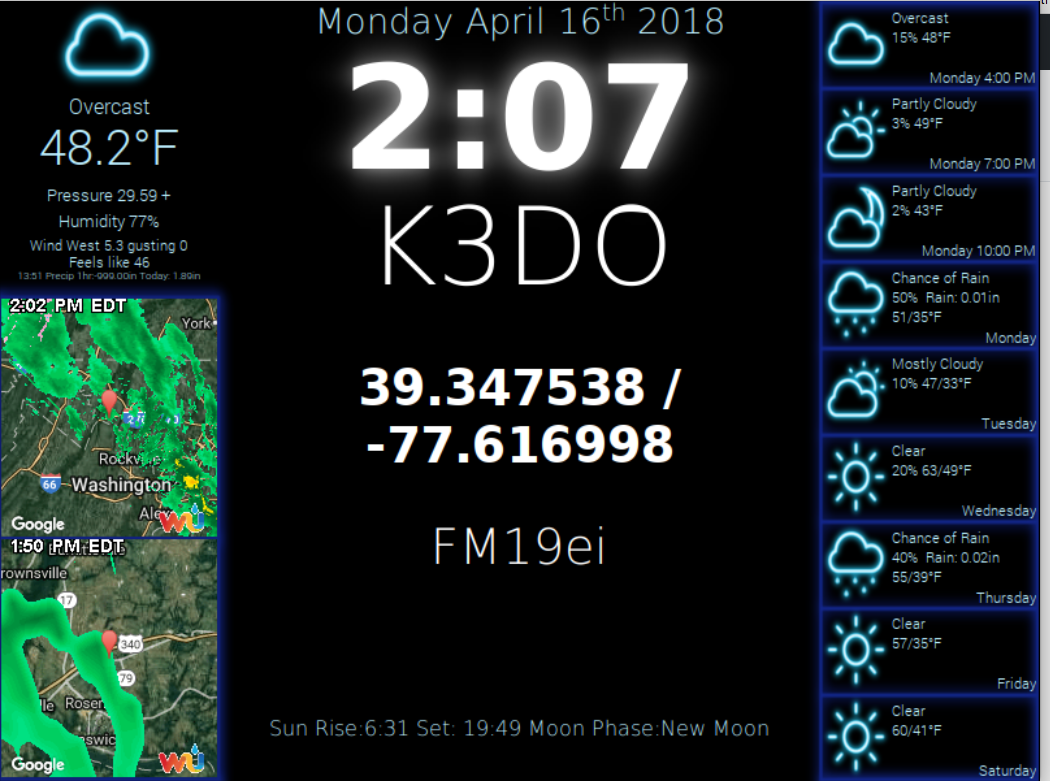 Monday April 16th 2018
2:07
K3DO
39.347538 /
-77.616998
FM19ei
Sun Rise:6:31 Set: 19:49 Moon Phase:New Moon
Overcast
48.2°F
Pressure 29.59 +
Humidity 77%
Wind West 5.3 gusting 0
Feels like 46
13:51 Precip 1hr:-999.00in Today: 1.89in
2:02 PM EDT
York
66
Washington
Google
WU
1:50 PM EDT
rownsville
17
340
79
Google
WU
Overcast
15% 48°F
Monday 4:00 PM
Partly Cloudy
3% 49°F
Monday 7:00 PM
Partly Cloudy
2% 43°F
Monday 10:00 PM
Chance of Rain
50% Rain: 0.01in
51/35°F
Monday
Mostly Cloudy
10% 47/33°F
Tuesday
Clear
20% 63/49°F
Wednesday
Chance of Rain
40% Rain: 0.02in
55/39°F
Thursday
Clear
57/35°F
Friday
Clear
60/41°F
Saturday